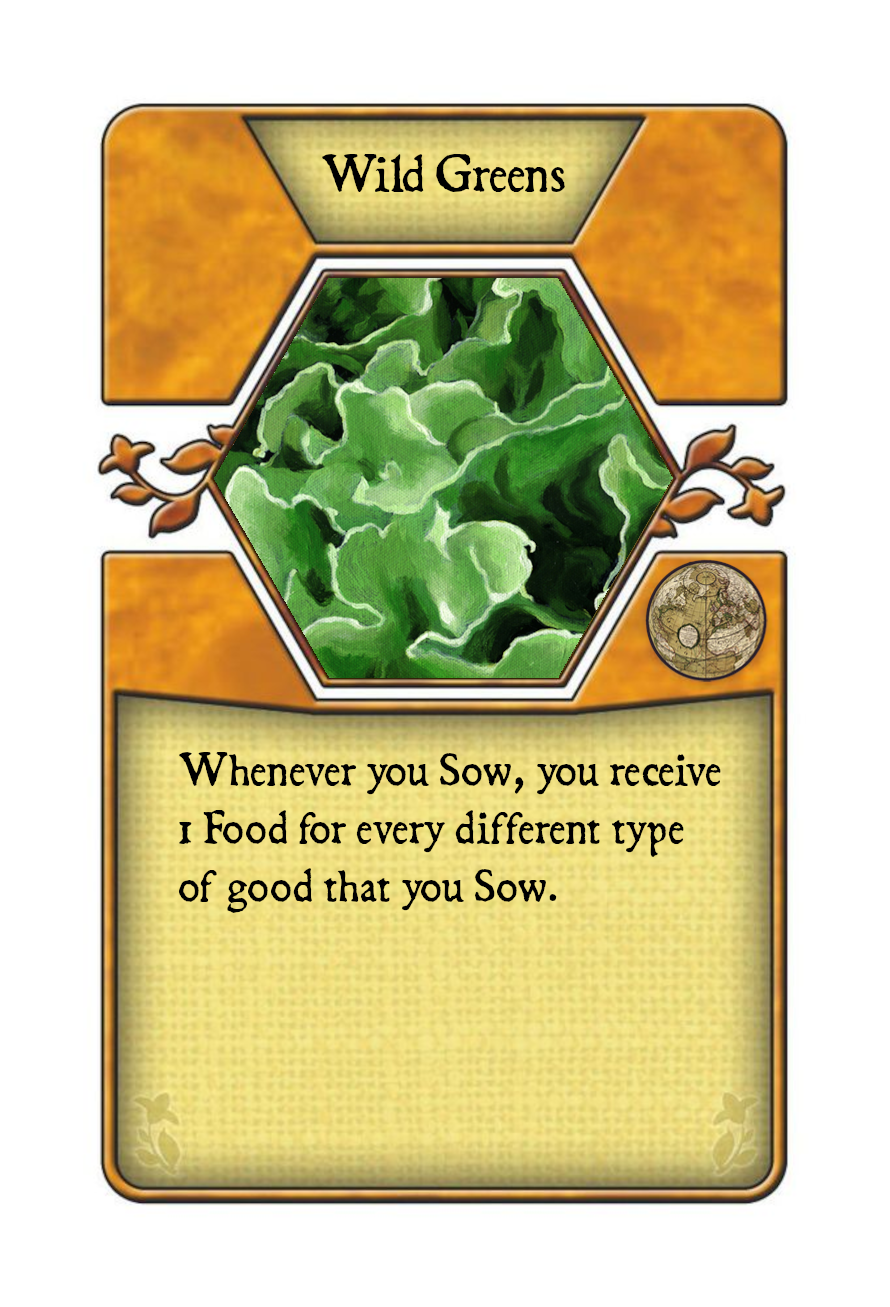 Wild Greens
Whenever you Sow, you receive
1 Food for every different type
of good that you Sow.